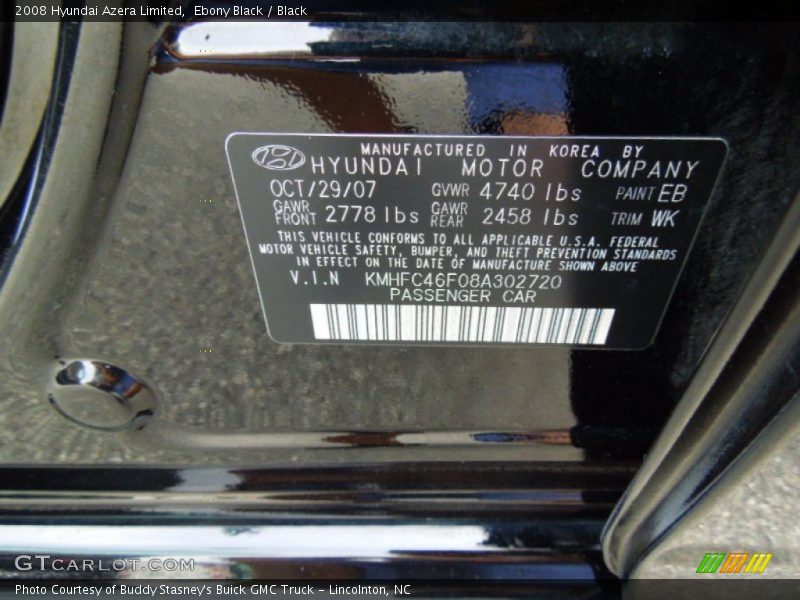 2008 Hyundai Azera Limited, Ebony Black / Black
MANUFACTURED IN KOREA BY
HYUNDAI MOTOR COMPANY
OCT/29/07 GVWR 4740 lbs PAINT EB
GAWR FRONT 2778 lbs GAWR REAR 2458 lbs TRIM WK
THIS VEHICLE CONFORMS TO ALL APPLICABLE U.S.A. FEDERAL
MOTOR VEHICLE SAFETY, BUMPER, AND THEFT PREVENTION STANDARDS
IN EFFECT ON THE DATE OF MANUFACTURE SHOWN ABOVE
V.I.N KMHFC46F08A302720
PASSENGER CAR
GTCARLOT.COM
Photo Courtesy of Buddy Stasney's Buick GMC Truck - Lincolnton, NC